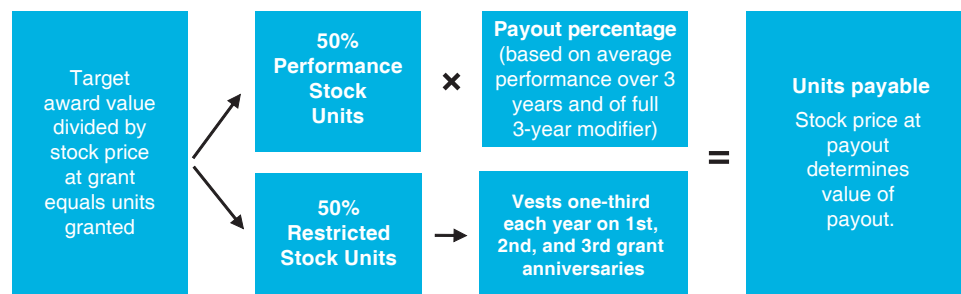 Target
award value
divided by
stock price
at grant
equals units
granted
50%
Performance
Stock
Units
×
Payout percentage
(based on average
performance over 3
years and of full
3-year modifier)
50%
Restricted
Stock Units
Vests one-third
each year on 1st,
2nd, and 3rd grant
anniversaries
=
Units payable
Stock price at
payout
determines
value of
payout.